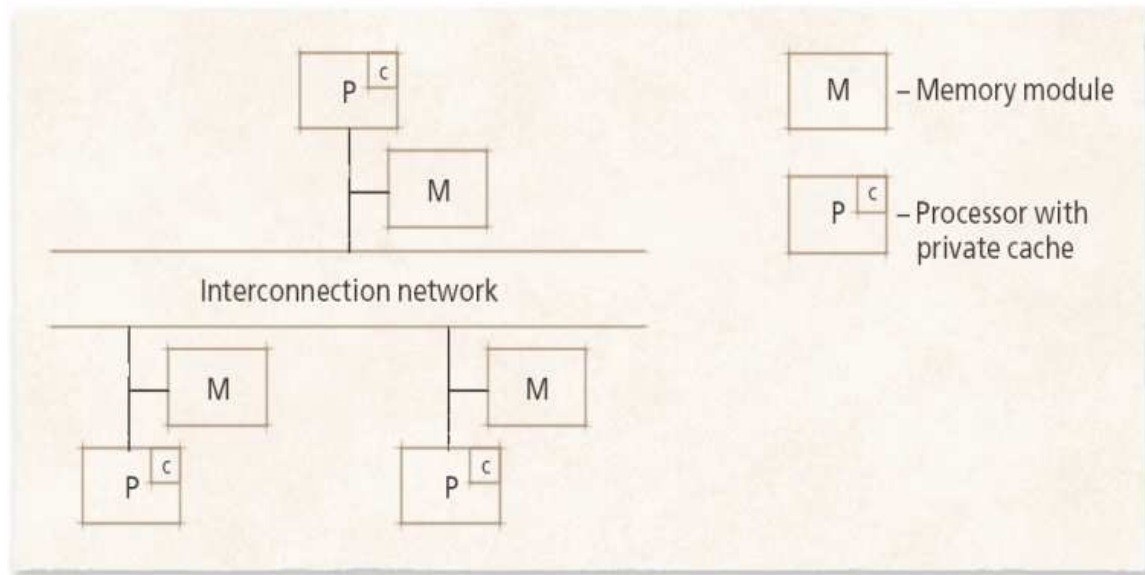 P c
M
Interconnection network
M
M
P c
P c
M – Memory module
P c – Processor with
private cache